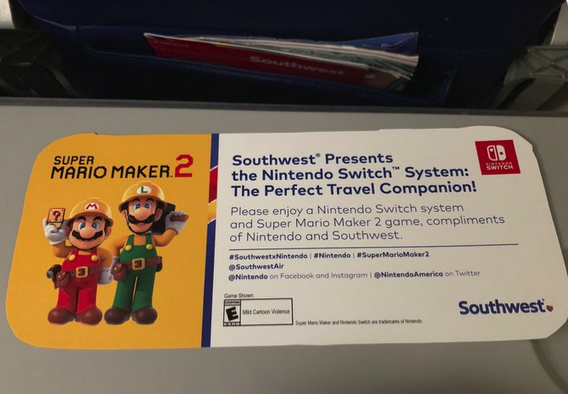 Southwest
SUPER
MARIO MAKER 2
Southwest® Presents
the Nintendo Switch™ System:
The Perfect Travel Companion!
NINTENDO
SWITCH
Please enjoy a Nintendo Switch system
and Super Mario Maker 2 game, compliments
of Nintendo and Southwest.
#SouthwestxNintendo | #Nintendo | #SuperMarioMaker2
@SouthwestAir
@Nintendo on Facebook and Instagram | @NintendoAmerica on Twitter
Game Shown:
EVERYONE
E
Mild Cartoon Violence
ESRB
Super Mario Maker and Nintendo Switch are trademarks of Nintendo.
Southwest
?
M
L